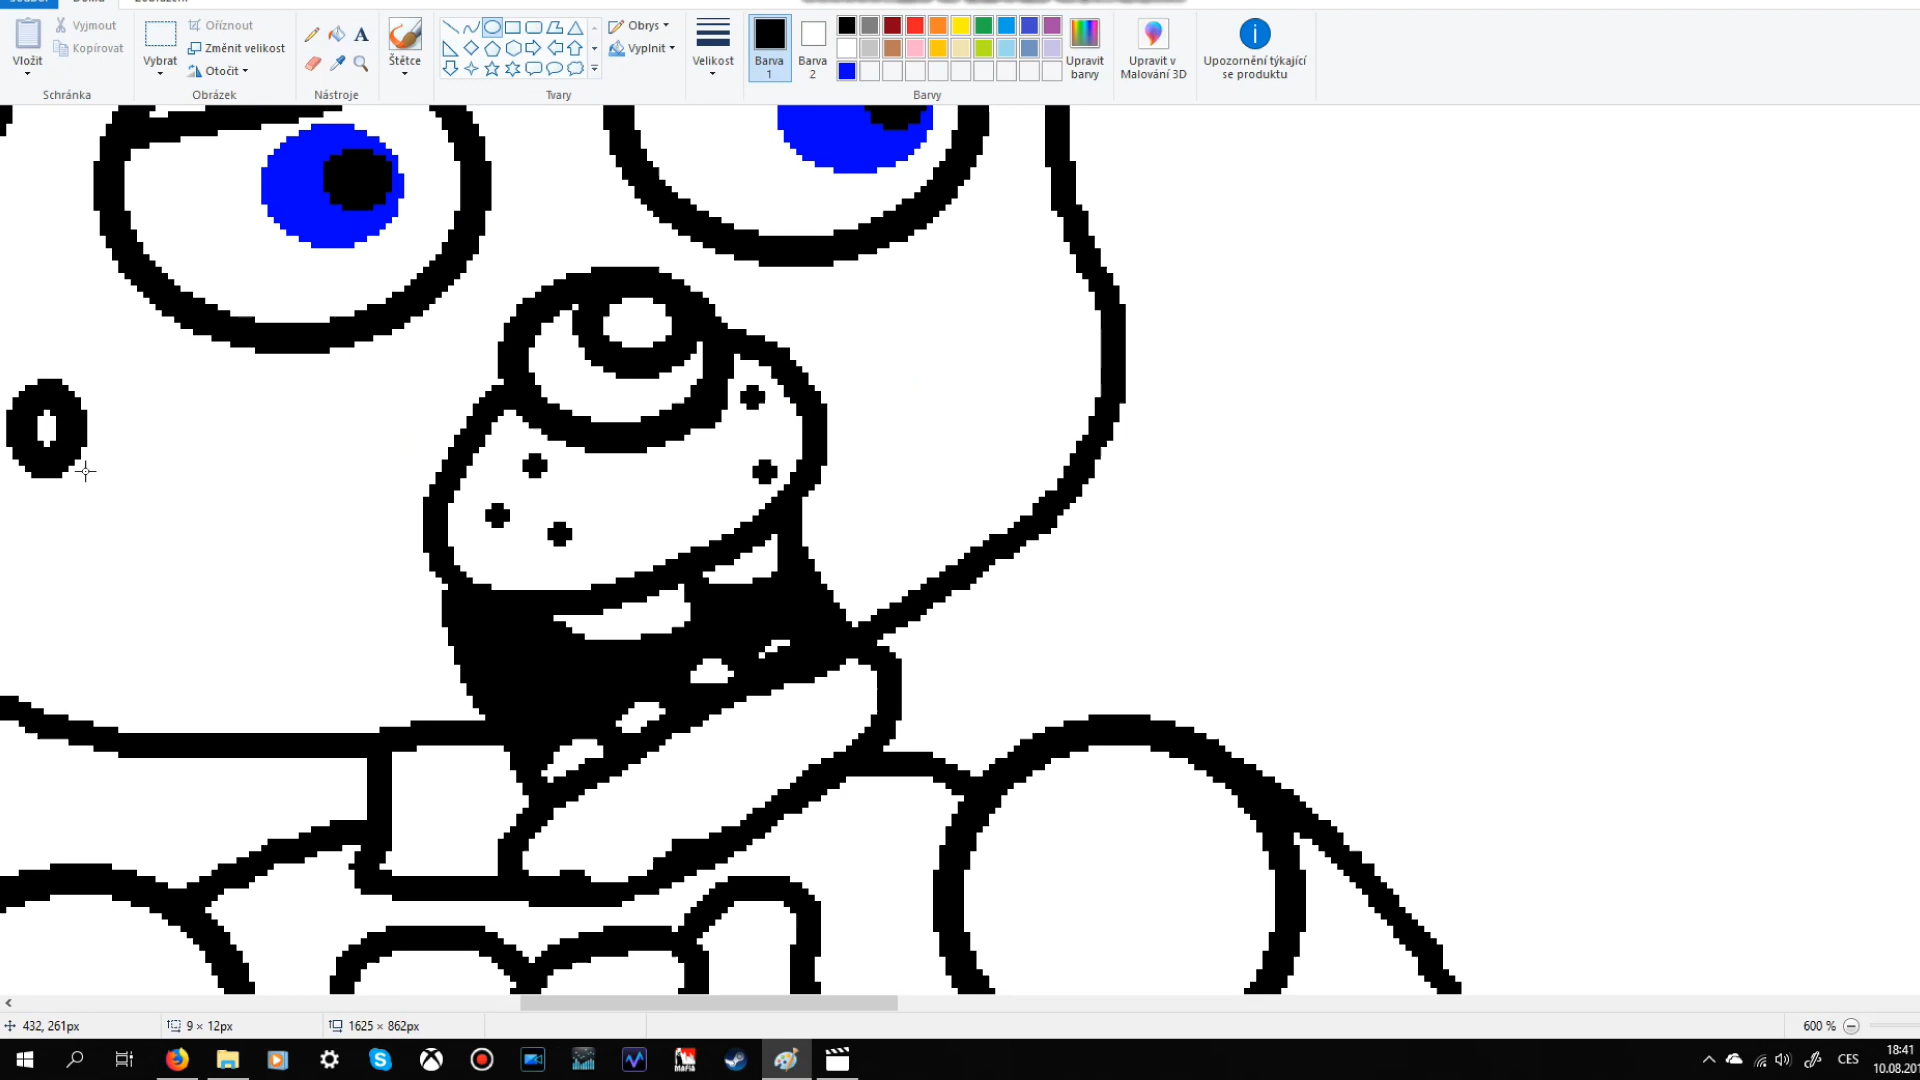 Vložit
Vyjmout
Kopírovat
Schránka
Vybrat
Oříznout
Změnit velikost
Otočit
Obrázek
A
Nástroje
Štětce
Obrys
Vyplnit
Tvary
Velikost
Barva
1
Barva
2
Upravit
barvy
Barvy
Upravit v
Malování 3D
Upozornění týkající
se produktu
432, 261px
9 × 12px
1625 × 862px
600 %
CES
18:41